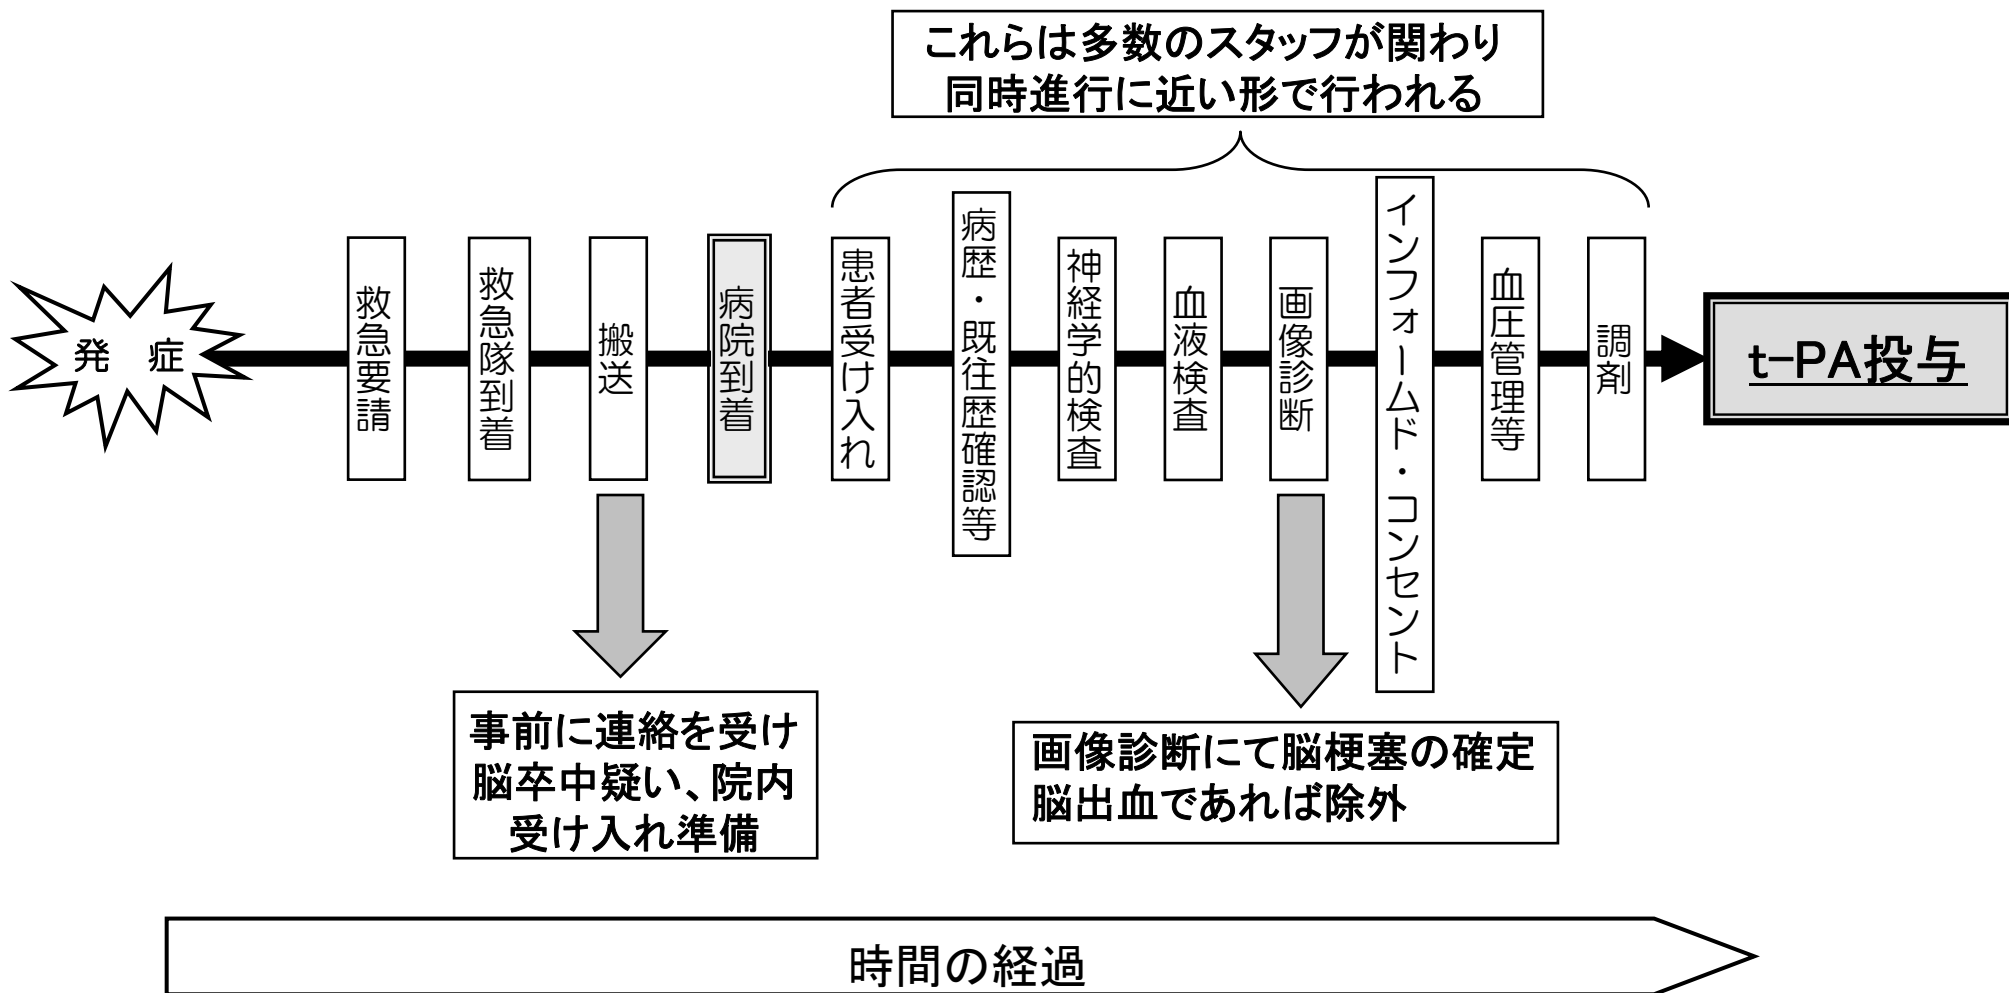 これらは多数のスタッフが関わり
同時進行に近い形で行われる
発 症
救急要請
救急隊到着
搬送
病院到着
患者受け入れ
病歴・既往歴確認等
神経学的検査
血液検査
画像診断
インフォームド・コンセント
血圧管理等
調剤
t-PA投与
事前に連絡を受け
脳卒中疑い、院内
受け入れ準備
画像診断にて脳梗塞の確定
脳出血であれば除外
時間の経過